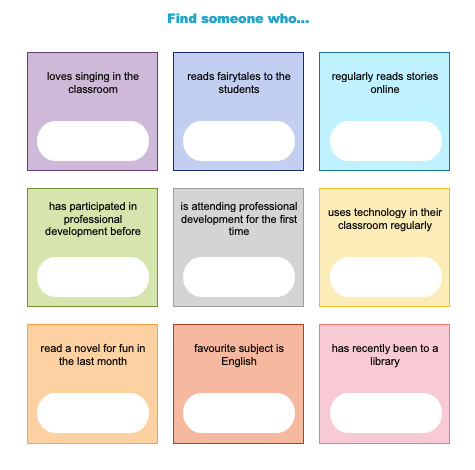 Find someone who...
loves singing in the
classroom
reads fairytales to the
students
regularly reads stories
online
has participated in
professional
development before
is attending professional
development for the first
time
uses technology in their
classroom regularly
read a novel for fun in
the last month
favourite subject is
English
has recently been to a
library